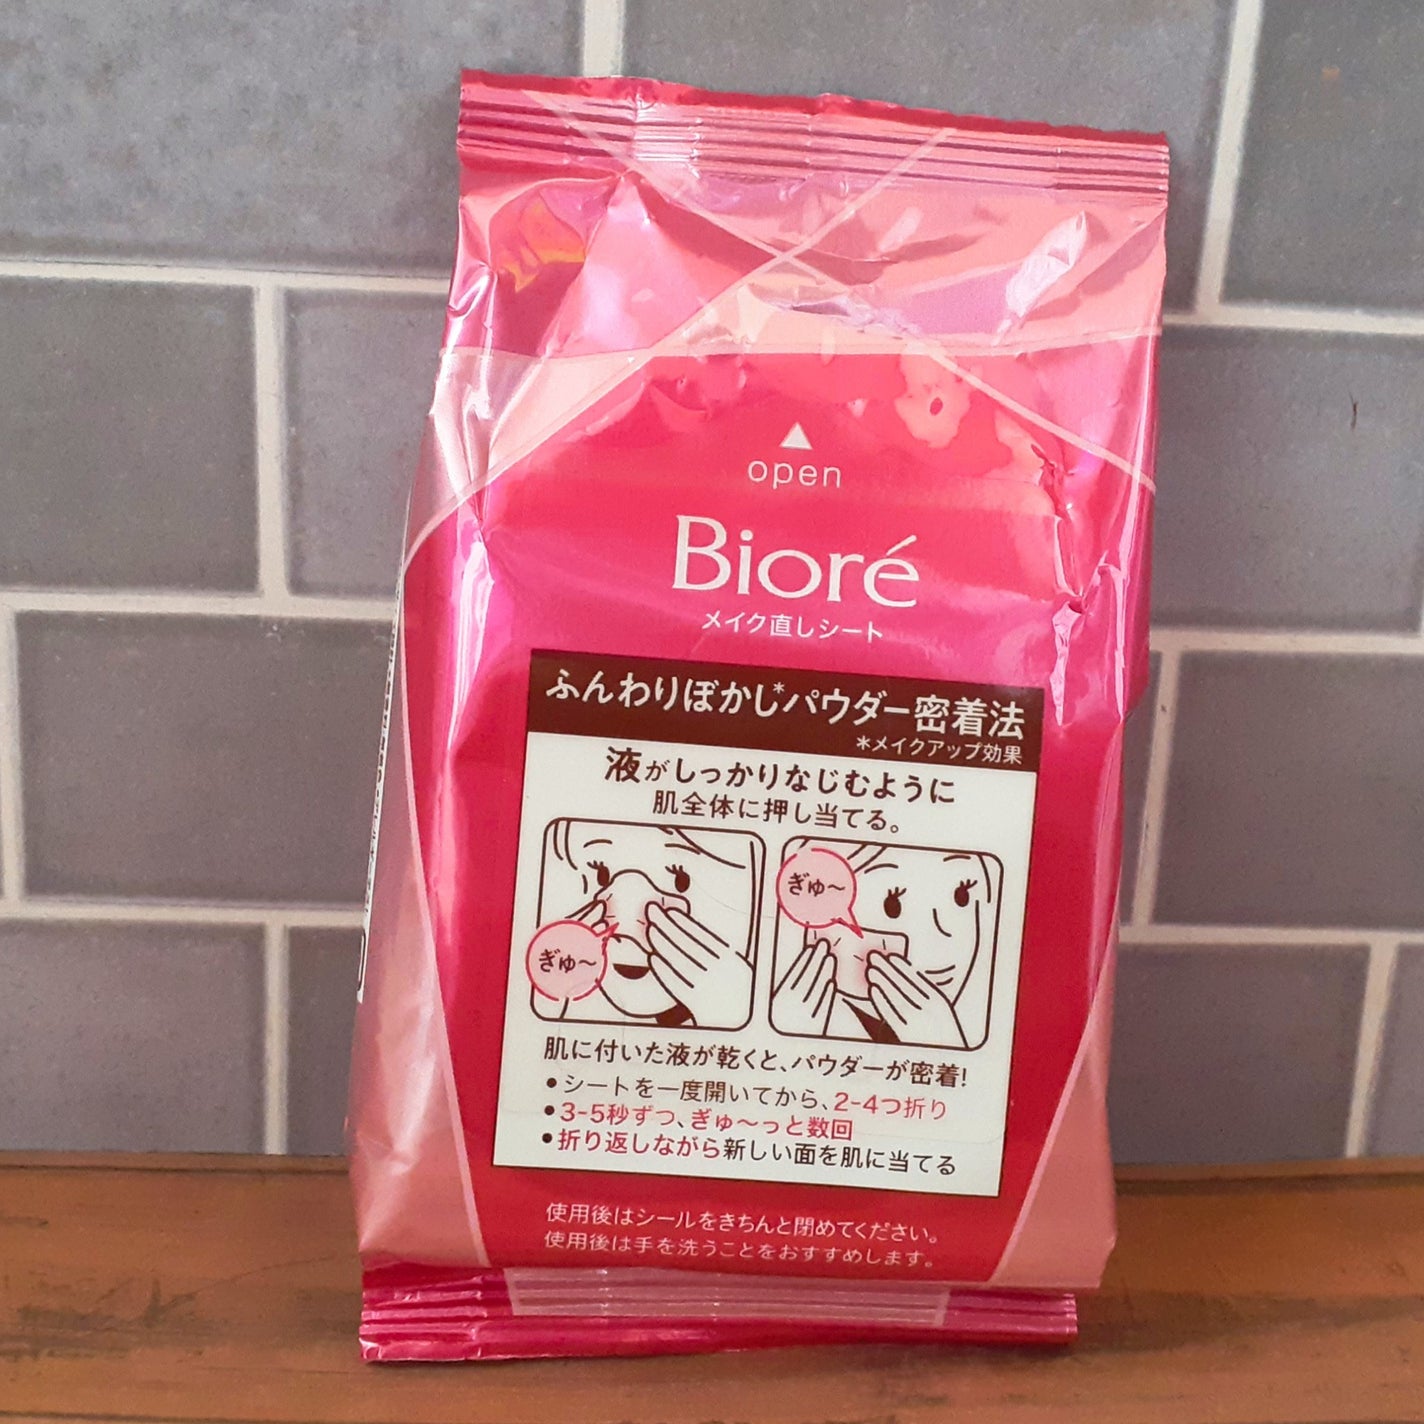 open
Bioré
メイク直しシート
ふんわりぼかし*パウダー密着法
*メイクアップ効果
液がしっかりなじむように
肌全体に押し当てる。
ぎゅ～
ぎゅ～
肌に付いた液が乾くと、パウダーが密着!
•シートを一度開いてから、2-4つ折り
•3-5秒ずつ、ぎゅ～っと数回
•折り返しながら新しい面を肌に当てる
使用後はシールをきちんと閉めてください。
使用後は手を洗うことをおすすめします。